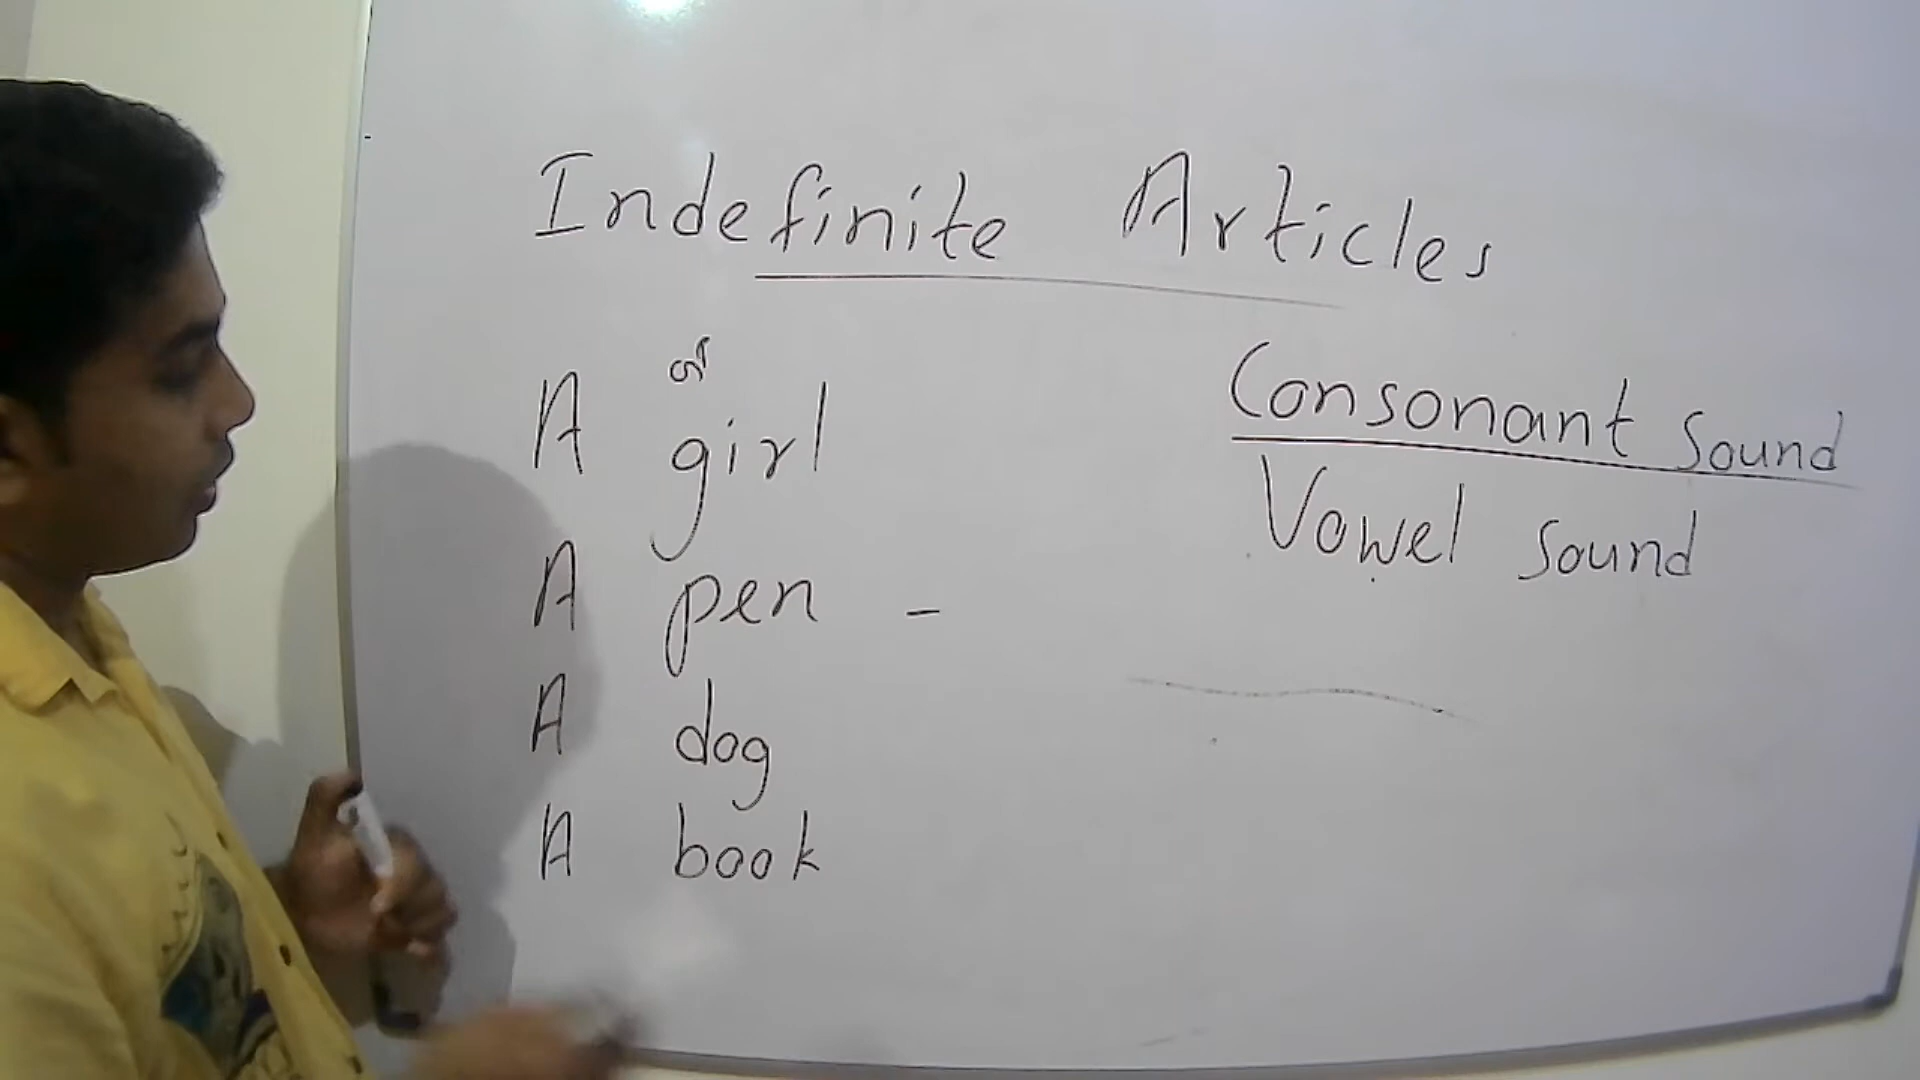 Indefinite Articles
A girl
A pen -
A dog
A book
Consonant Sound
Vowel Sound